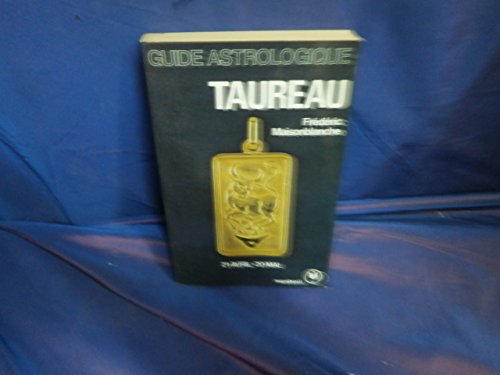 GUIDE ASTROLOGIQUE
TAUREAU
Frédéric
Maisonblanche
21 AVRIL - 20 MAI